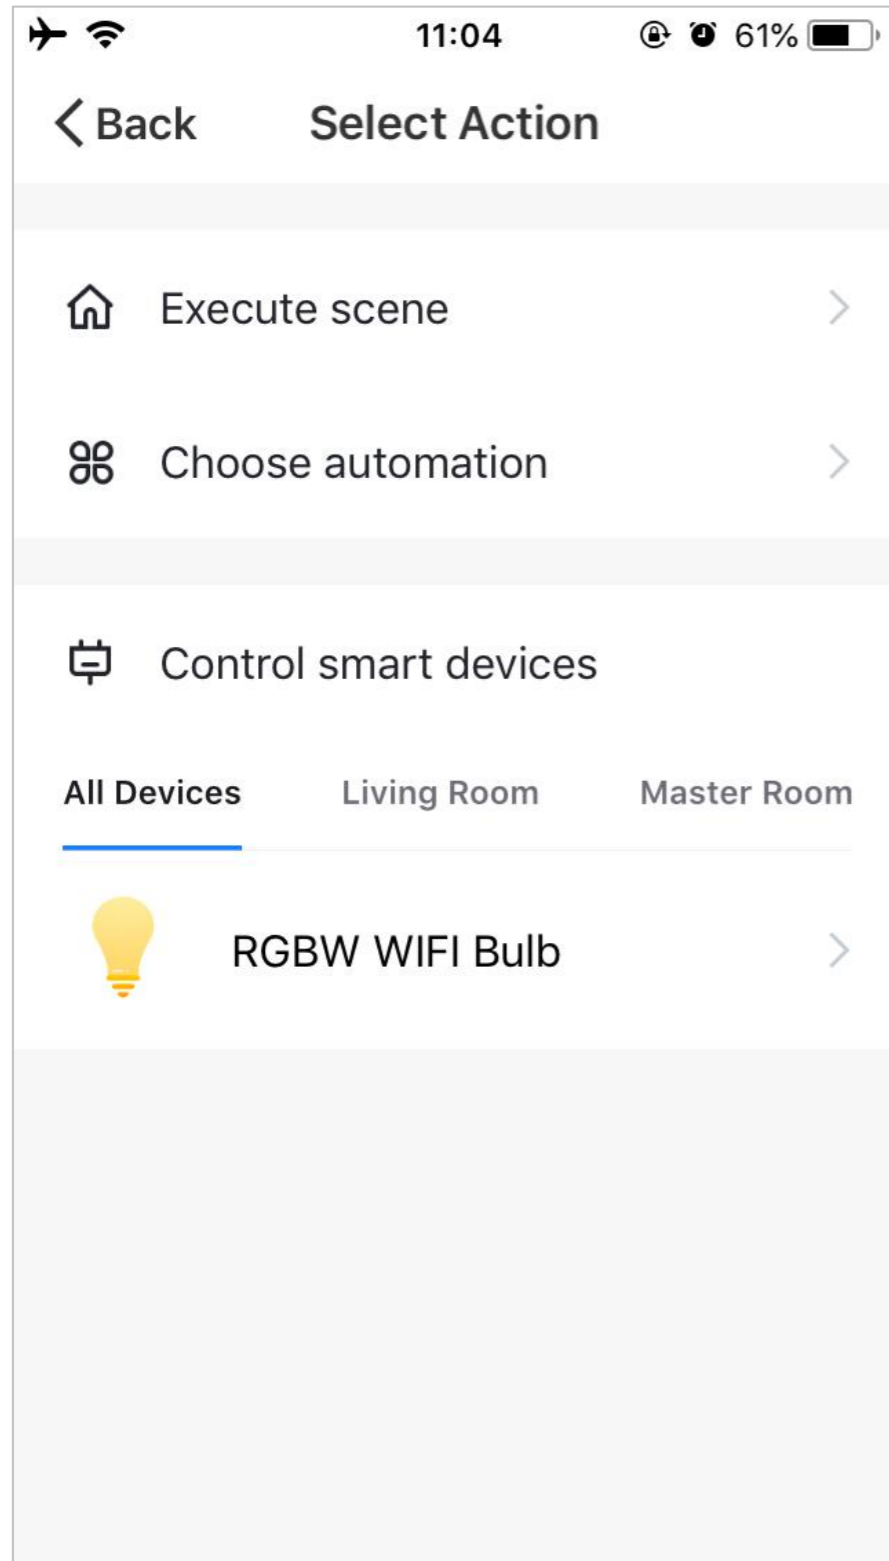 11:04 61%
Back Select Action
Execute scene
Choose automation
Control smart devices
All Devices Living Room Master Room
RGBW WIFI Bulb